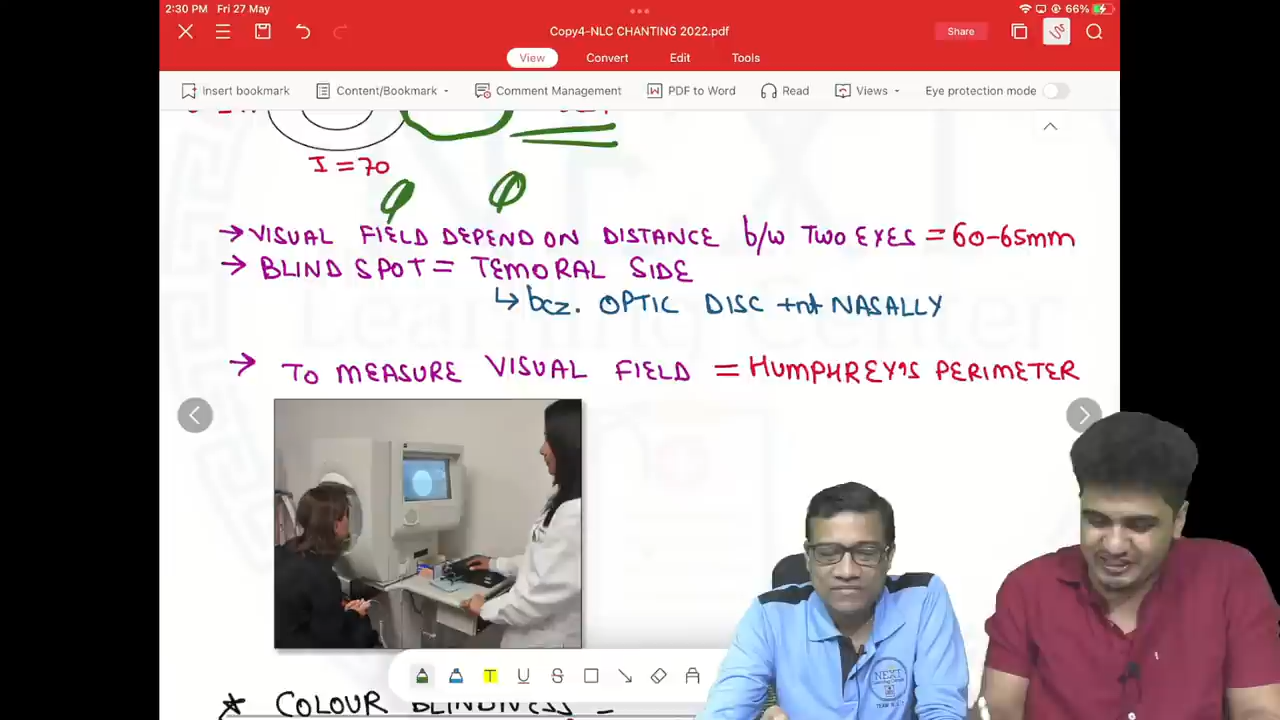 2:30 PM Fri 27 May
66%
Copy4-NLC CHANTING 2022.pdf
Share
View Convert Edit Tools
Insert bookmark Content/Bookmark Comment Management PDF to Word Read Views Eye protection mode
I = 70
→ VISUAL FIELD DEPEND ON DISTANCE b/w TWO EYES = 60-65mm
→ BLIND SPOT = TEMORAL SIDE
↳ bcz. OPTIC DISC +nt NASALLY
→ TO MEASURE VISUAL FIELD = HUMPHREY'S PERIMETER
Learning Center
NEXT
T U S
* COLOUR BLINDNESS =